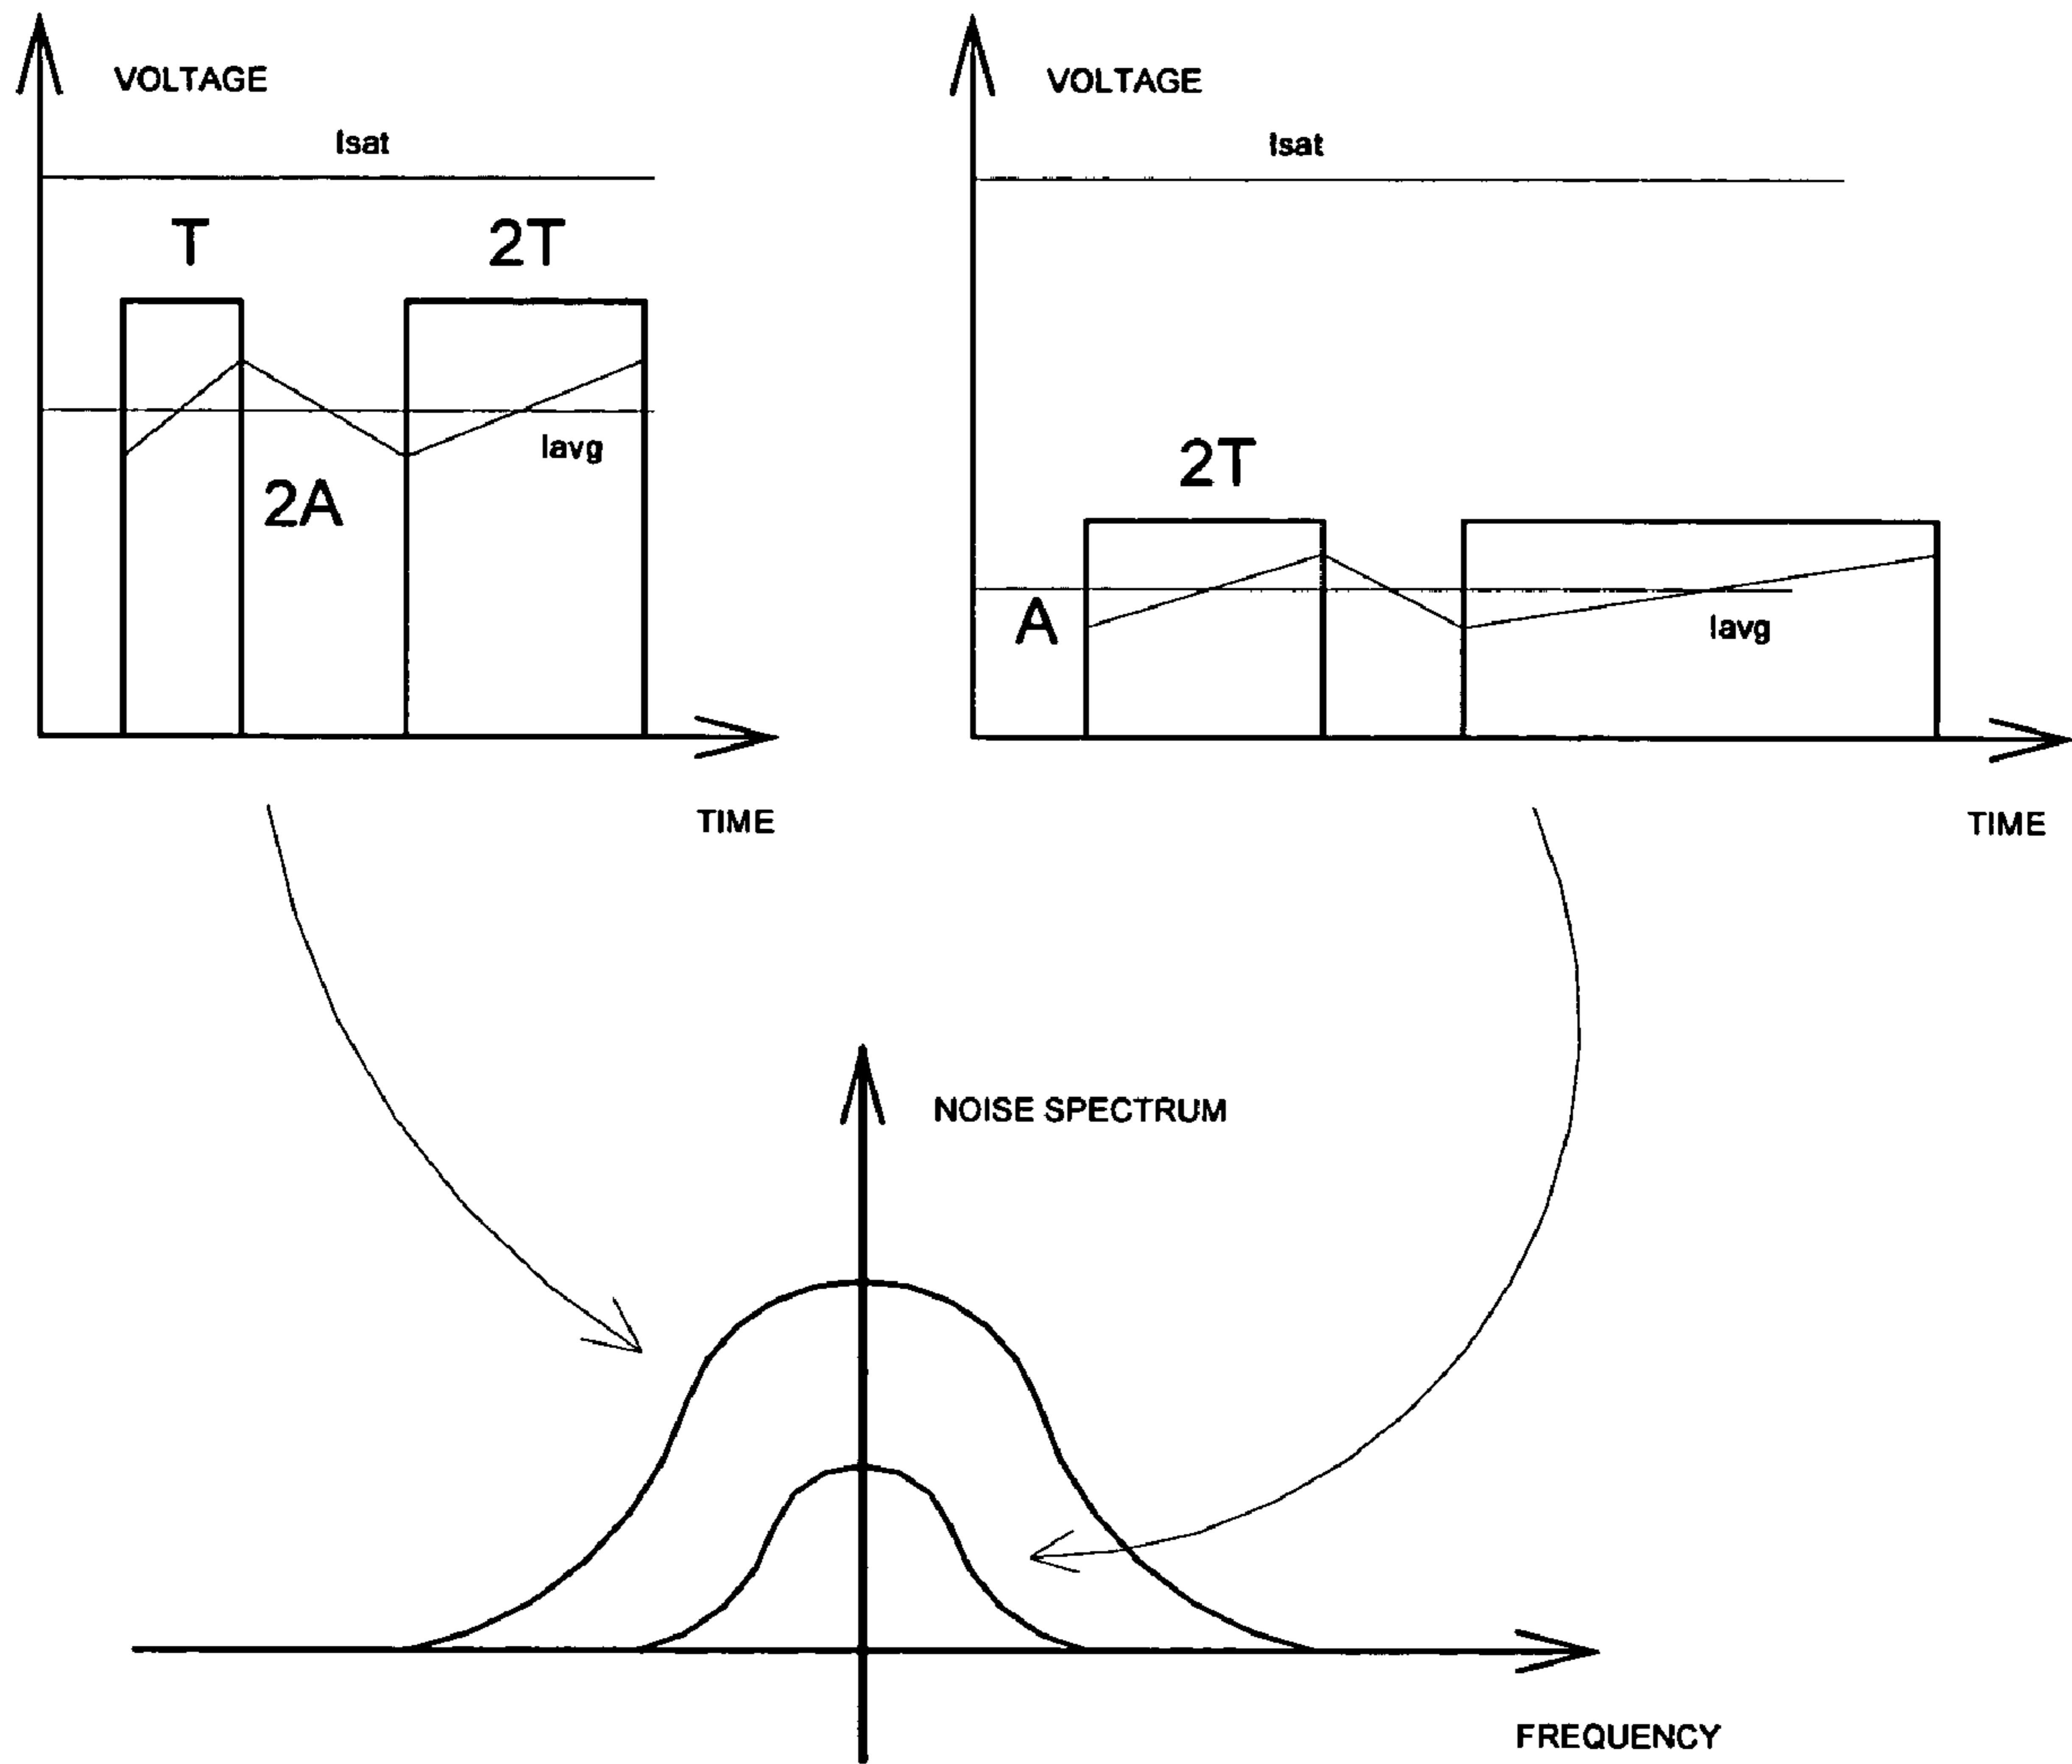 VOLTAGE
Isat
T
2T
Iavg
2A
TIME
VOLTAGE
Isat
2T
A
Iavg
TIME
NOISE SPECTRUM
FREQUENCY